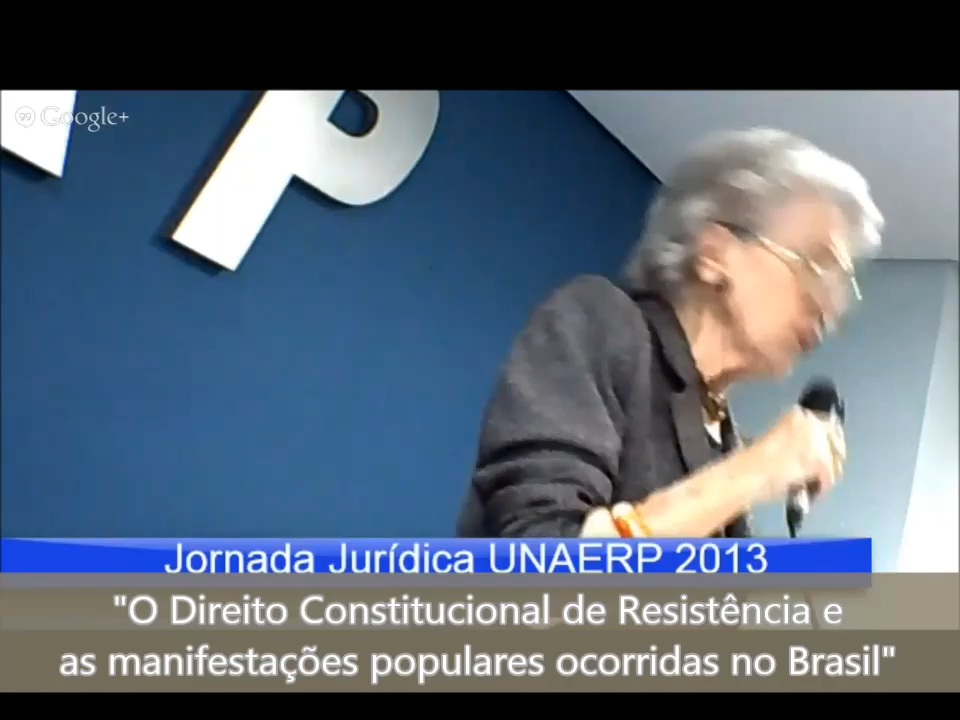 Google+
P
Jornada Jurídica UNAERP 2013
"O Direito Constitucional de Resistência e
as manifestações populares ocorridas no Brasil"